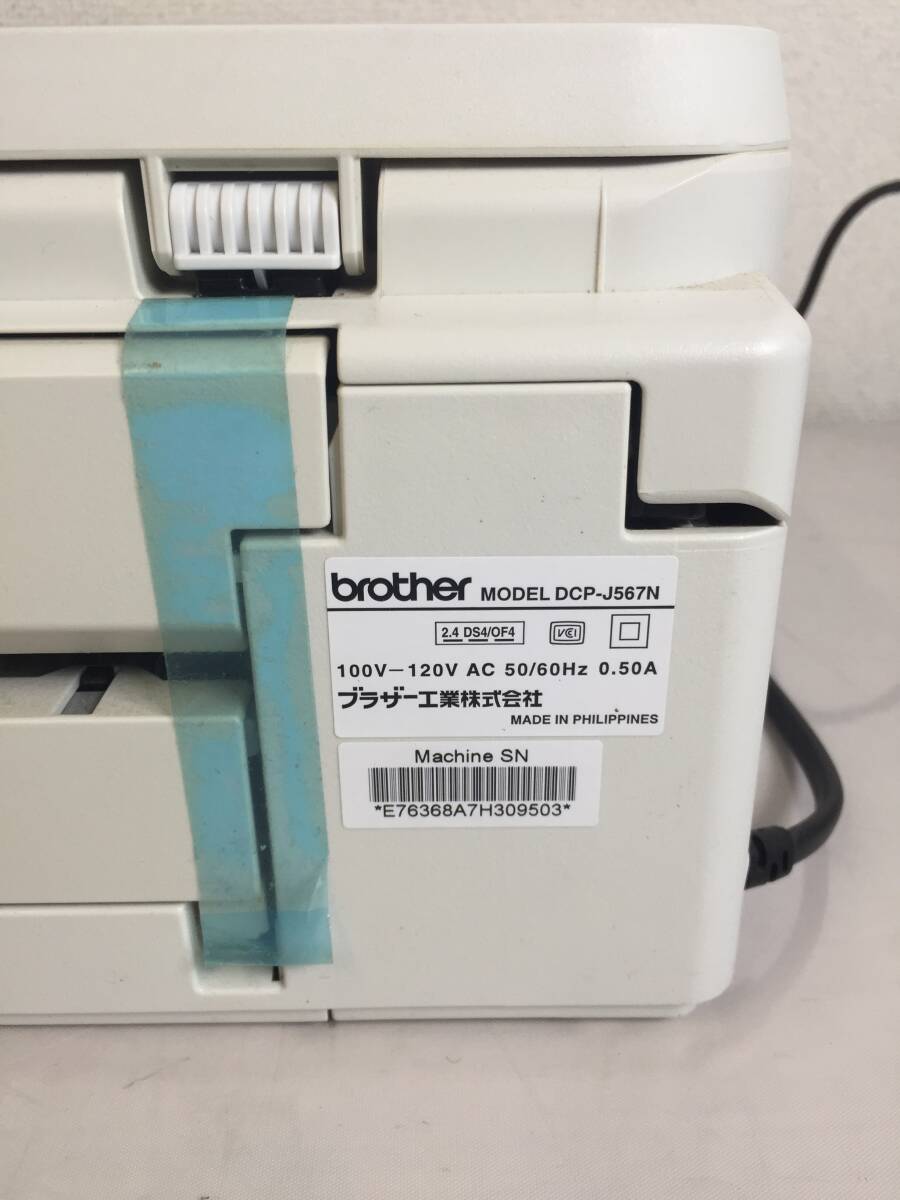 brother MODEL DCP-J567N
2.4 DS4/OF4 VCI
100V－120V AC 50/60Hz 0.50A
ブラザー工業株式会社
MADE IN PHILIPPINES
Machine SN
*E76368A7H309503*